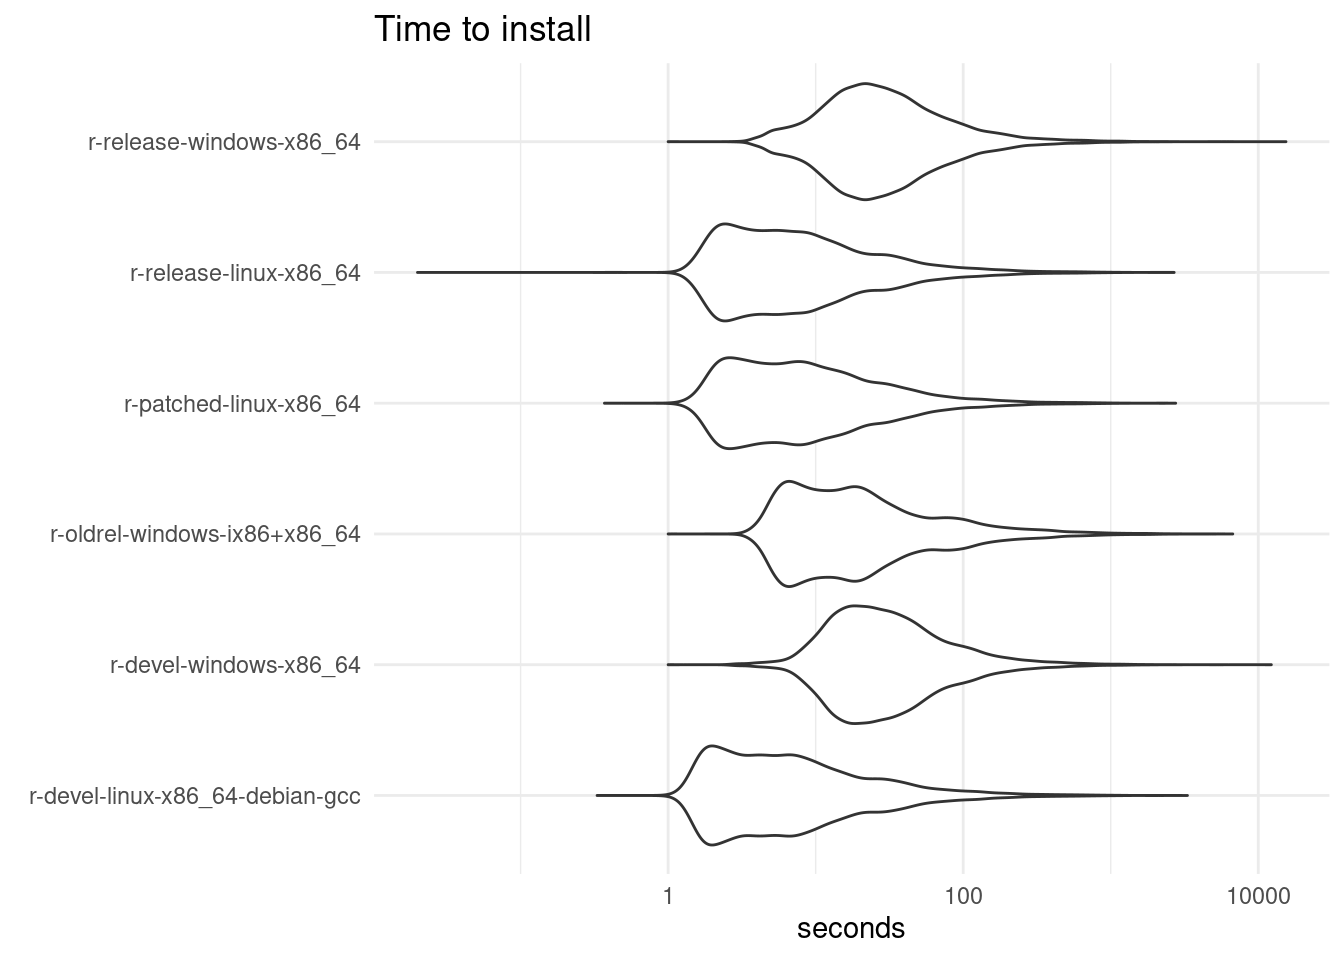 Time to install
r-release-windows-x86_64
r-release-linux-x86_64
r-patched-linux-x86_64
r-oldrel-windows-ix86+x86_64
r-devel-windows-x86_64
r-devel-linux-x86_64-debian-gcc
1 100 10000
seconds